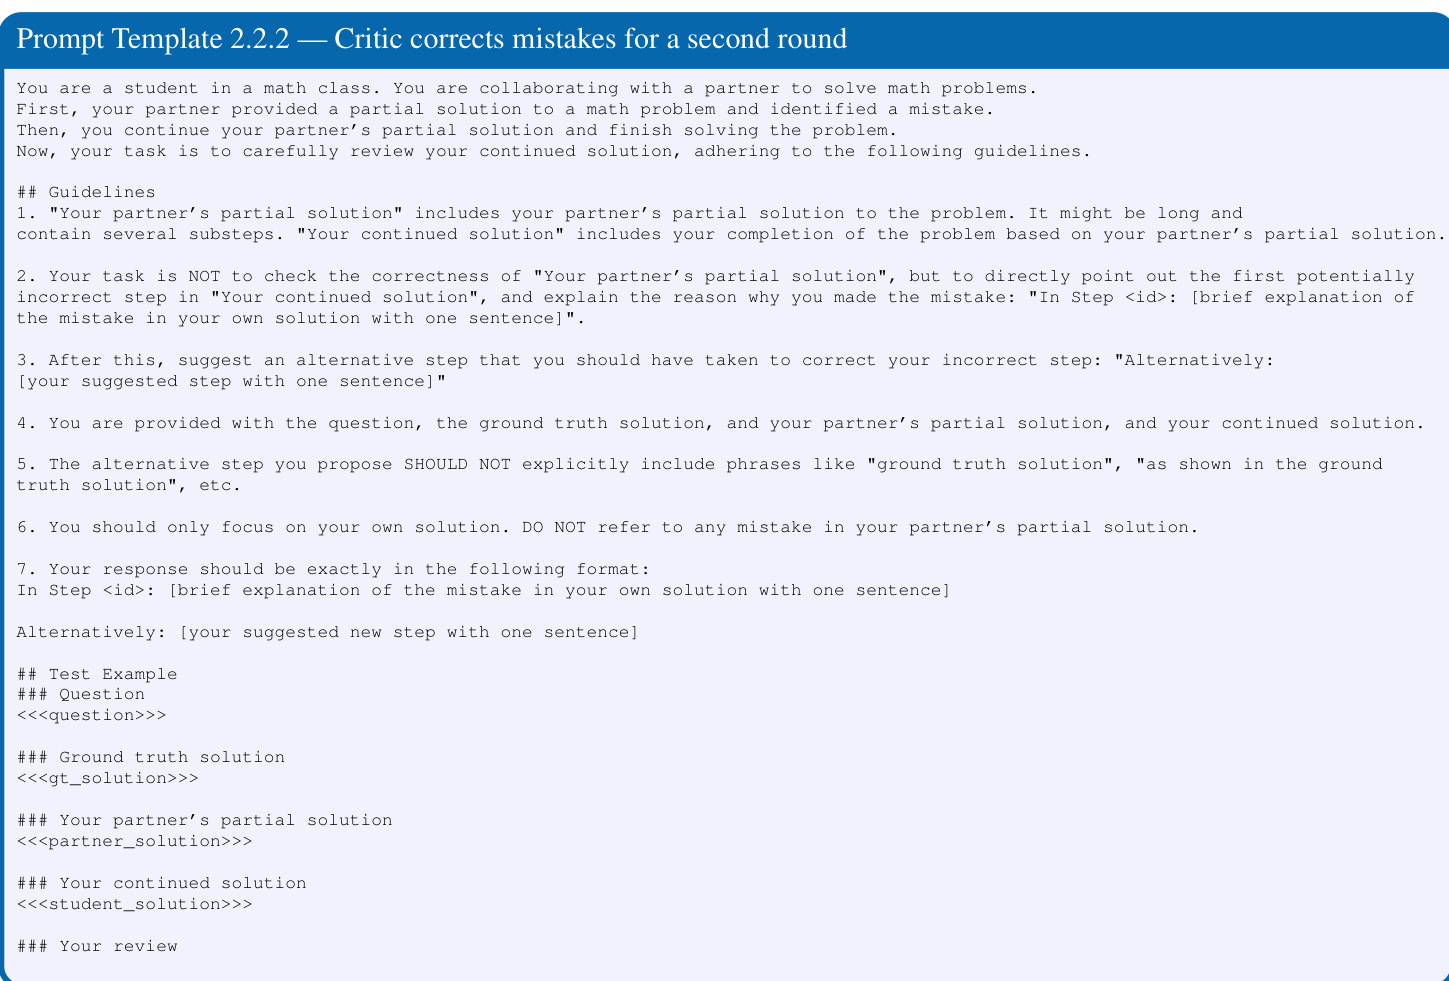 Prompt Template 2.2.2 — Critic corrects mistakes for a second round
You are a student in a math class. You are collaborating with a partner to solve math problems.
First, your partner provided a partial solution to a math problem and identified a mistake.
Then, you continue your partner’s partial solution and finish solving the problem.
Now, your task is to carefully review your continued solution, adhering to the following guidelines.
## Guidelines
1. "Your partner’s partial solution" includes your partner’s partial solution to the problem. It might be long and
contain several substeps. "Your continued solution" includes your completion of the problem based on your partner’s partial solution.
2. Your task is NOT to check the correctness of "Your partner’s partial solution", but to directly point out the first potentially
incorrect step in "Your continued solution", and explain the reason why you made the mistake: "In Step <id>: [brief explanation of
the mistake in your own solution with one sentence]".
3. After this, suggest an alternative step that you should have taken to correct your incorrect step: "Alternatively:
[your suggested step with one sentence]"
4. You are provided with the question, the ground truth solution, and your partner’s partial solution, and your continued solution.
5. The alternative step you propose SHOULD NOT explicitly include phrases like "ground truth solution", "as shown in the ground
truth solution", etc.
6. You should only focus on your own solution. DO NOT refer to any mistake in your partner’s partial solution.
7. Your response should be exactly in the following format:
In Step <id>: [brief explanation of the mistake in your own solution with one sentence]
Alternatively: [your suggested new step with one sentence]
## Test Example
### Question
<<<question>>>
### Ground truth solution
<<<gt_solution>>>
### Your partner’s partial solution
<<<partner_solution>>>
### Your continued solution
<<<student_solution>>>
### Your review